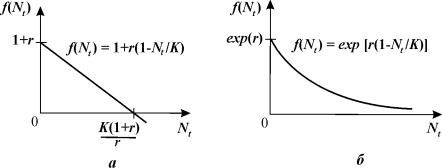 f(Nₜ)
1+r
f(Nₜ) = 1+r(1-Nₜ/K)
0
K(1+r)
r
Nₜ
а
f(Nₜ)
exp(r)
f(Nₜ) = exp [r(1-Nₜ/K)]
0
Nₜ
б